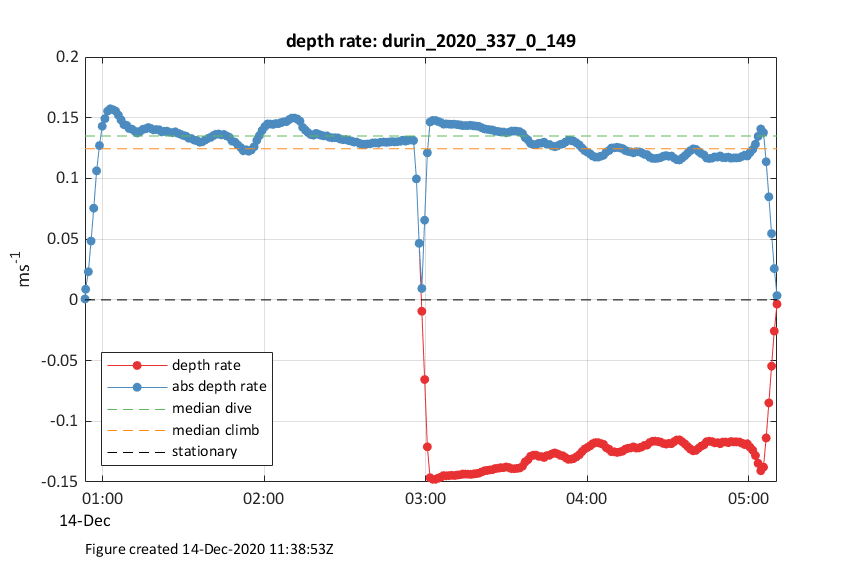 depth rate: durin_2020_337_0_149
0.2
0.15
0.1
0.05
0
-0.05
-0.1
-0.15
ms-1
depth rate
abs depth rate
median dive
median climb
stationary
01:00 02:00 03:00 04:00 05:00
14-Dec
Figure created 14-Dec-2020 11:38:53Z